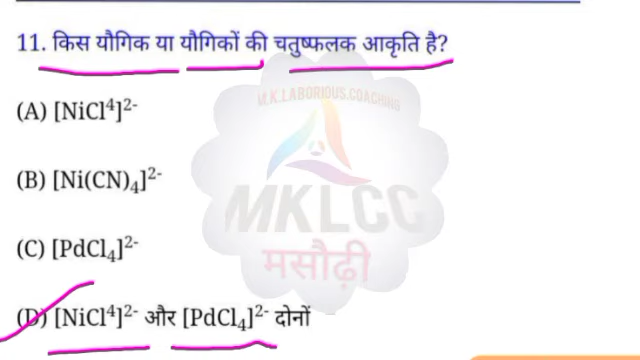 11. किस यौगिक या यौगिकों की चतुष्फलक आकृति है?
M.K.LABORIOUS.COACHING
(A) [NiCl⁴]²⁻
(B) [Ni(CN)₄]²⁻
MKLCC
(C) [PdCl₄]²⁻
मसौढ़ी
(D) [NiCl⁴]²⁻ और [PdCl₄]²⁻ दोनों